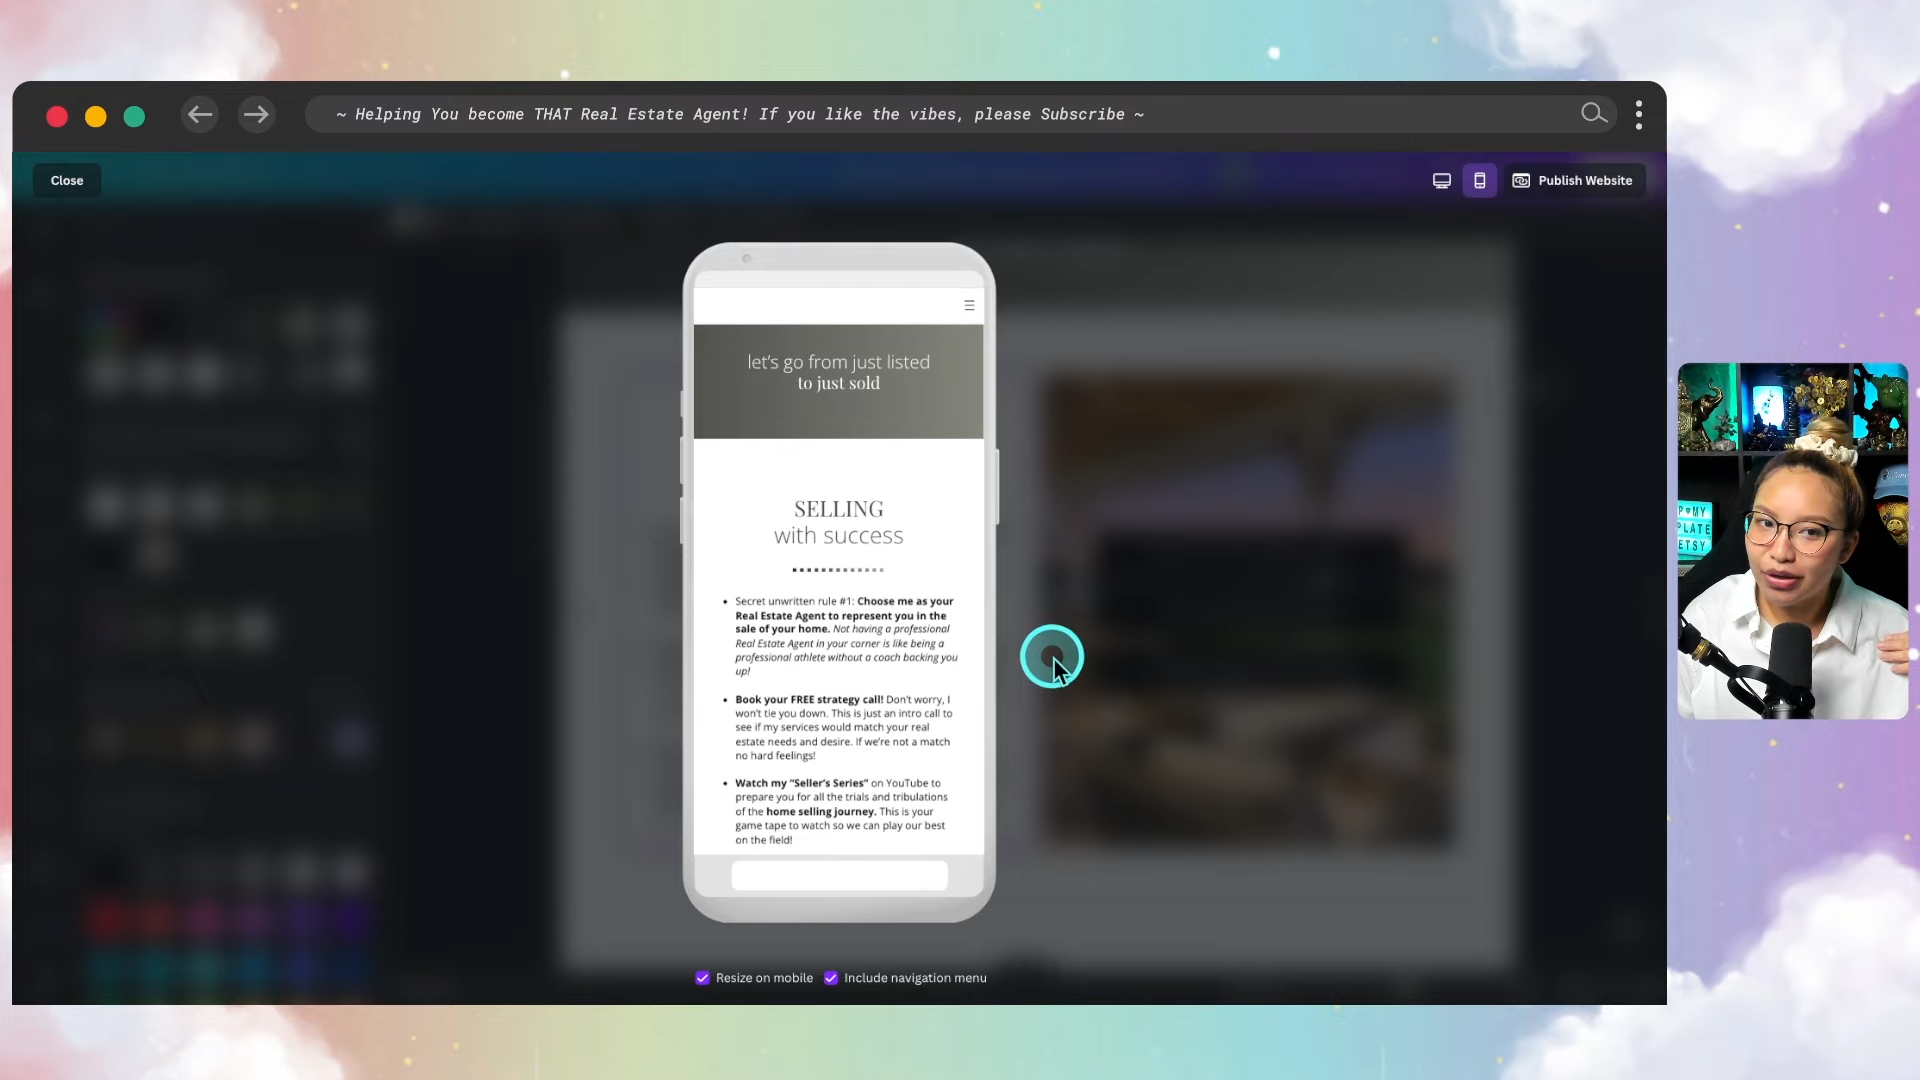 ~ Helping You become THAT Real Estate Agent! If you like the vibes, please Subscribe ~
Close
Publish Website
let's go from just listed
to just sold
SELLING
with success
• Secret unwritten rule #1: Choose me as your
Real Estate Agent to represent you in the
sale of your home. Not having a professional
Real Estate Agent in your corner is like being a
professional athlete without a coach backing you
up!
• Book your FREE strategy call! Don't worry, I
won't tie you down. This is just an intro call to
see if my services would match your real
estate needs and desire. If we're not a match
no hard feelings!
• Watch my "Seller's Series" on YouTube to
prepare you for all the trials and tribulations
of the home selling journey. This is your
game tape to watch so we can play our best
on the field!
Resize on mobile
Include navigation menu
MY
PLATE
ETSY